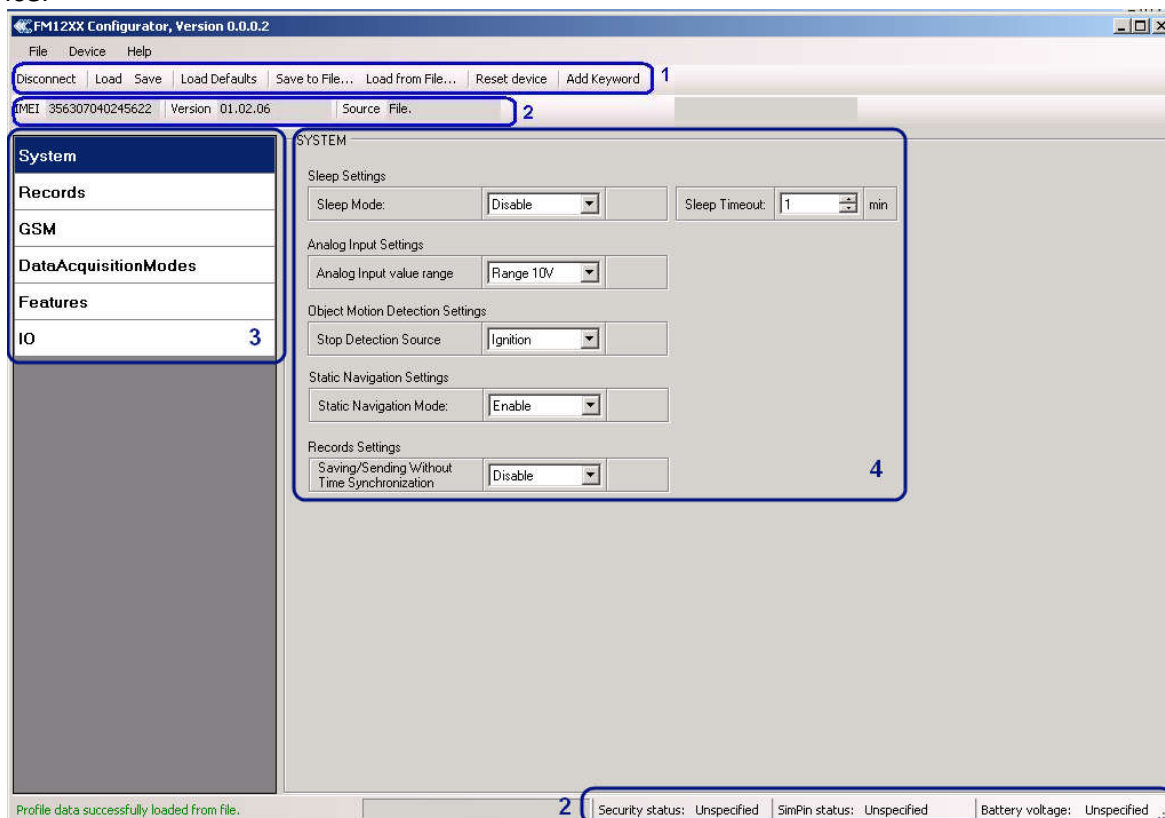 FM12XX Configurator, Version 0.0.0.2
File Device Help
Disconnect Load Save Load Defaults Save to File... Load from File... Reset device Add Keyword 1
IMEI 356307040245622 Version 01.02.06 Source File. 2
System
Records
GSM
DataAcquisitionModes
Features
IO 3
SYSTEM
Sleep Settings
Sleep Mode: Disable Sleep Timeout: 1 min
Analog Input Settings
Analog Input value range Range 10V
Object Motion Detection Settings
Stop Detection Source Ignition
Static Navigation Settings
Static Navigation Mode: Enable
Records Settings
Saving/Sending Without
Time Synchronization Disable
4
Profile data successfully loaded from file. 2 Security status: Unspecified SimPin status: Unspecified Battery voltage: Unspecified